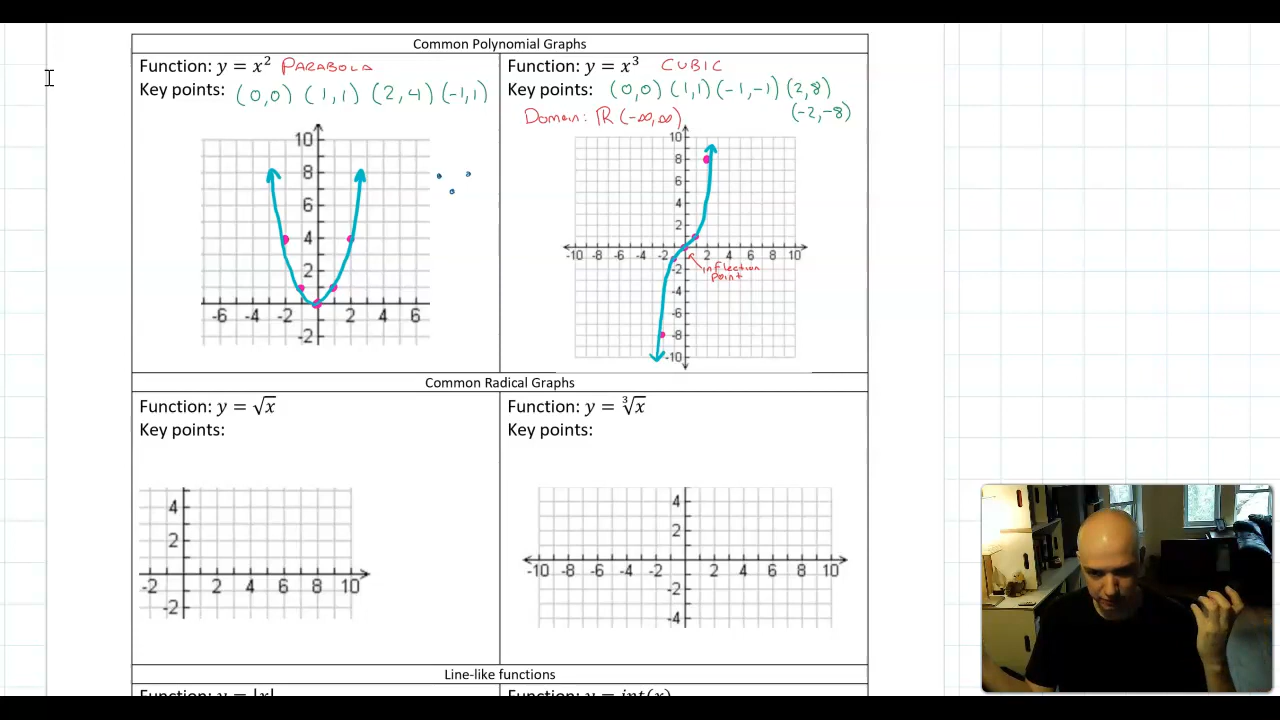 Common Polynomial Graphs
Function: y = x² PARABOLA
Key points: (0,0) (1,1) (2,4) (-1,1)
10
8
6
4
2
-6 -4 -2 2 4 6
-2
Function: y = x³ CUBIC
Key points: (0,0) (1,1) (-1,-1) (2,8)
(-2,-8)
Domain: ℝ (-∞,∞)
10
8
6
4
2
-10 -8 -6 -4 -2 2 4 6 8 10
inflection
point
-2
-4
-6
-8
-10
Common Radical Graphs
Function: y = √x
Key points:
4
2
-2 2 4 6 8 10
-2
Function: y = ∛x
Key points:
4
2
-10 -8 -6 -4 -2 2 4 6 8 10
-2
-4
Line-like functions
Function: y = |x|
Function: y = int(x)